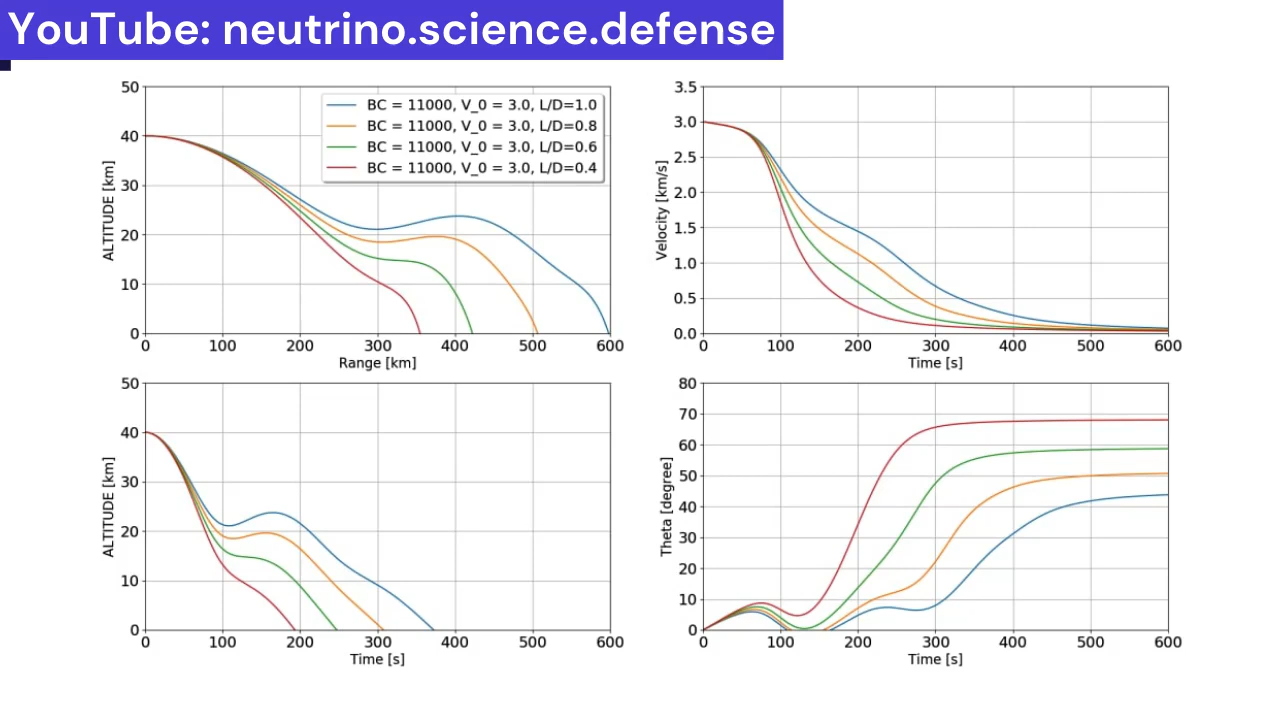 YouTube: neutrino.science.defense
50
40
30
20
10
0
ALTITUDE [km]
BC = 11000, V_0 = 3.0, L/D=1.0
BC = 11000, V_0 = 3.0, L/D=0.8
BC = 11000, V_0 = 3.0, L/D=0.6
BC = 11000, V_0 = 3.0, L/D=0.4
0 100 200 300 400 500 600
Range [km]
3.5
3.0
2.5
2.0
1.5
1.0
0.5
0.0
Velocity [km/s]
0 100 200 300 400 500 600
Time [s]
50
40
30
20
10
0
ALTITUDE [km]
0 100 200 300 400 500 600
Time [s]
80
70
60
50
40
30
20
10
0
Theta [degree]
0 100 200 300 400 500 600
Time [s]